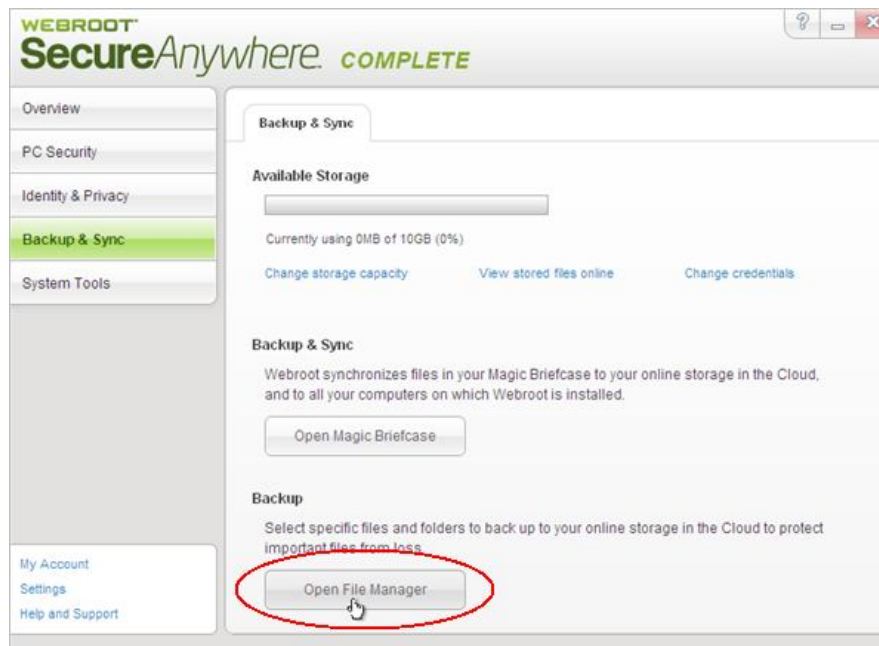 WEBROOT
SecureAnywhere. COMPLETE
?
Overview
PC Security
Identity & Privacy
Backup & Sync
System Tools
Backup & Sync
Available Storage
Currently using 0MB of 10GB (0%)
Change storage capacity View stored files online Change credentials
Backup & Sync
Webroot synchronizes files in your Magic Briefcase to your online storage in the Cloud,
and to all your computers on which Webroot is installed.
Open Magic Briefcase
Backup
Select specific files and folders to back up to your online storage in the Cloud to protect
important files from loss.
Open File Manager
My Account
Settings
Help and Support